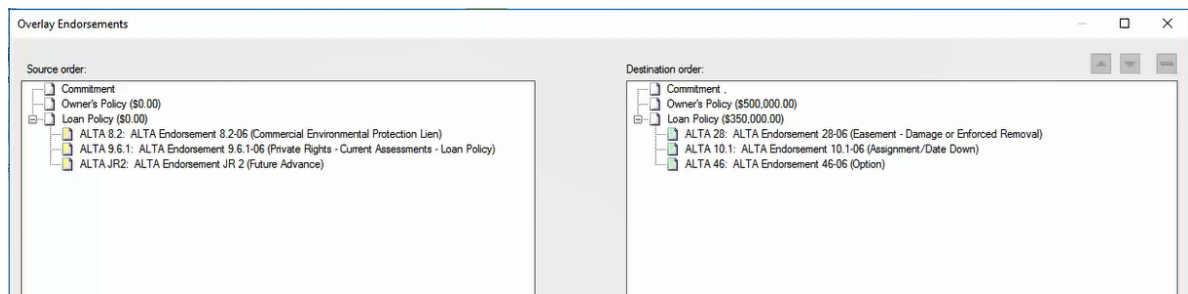 Overlay Endorsements
Source order:
Commitment
Owner's Policy ($0.00)
Loan Policy ($0.00)
ALTA 8.2: ALTA Endorsement 8.2-06 (Commercial Environmental Protection Lien)
ALTA 9.6.1: ALTA Endorsement 9.6.1-06 (Private Rights - Current Assessments - Loan Policy)
ALTA JR2: ALTA Endorsement JR 2 (Future Advance)
Destination order:
Commitment .
Owner's Policy ($500,000.00)
Loan Policy ($350,000.00)
ALTA 28: ALTA Endorsement 28-06 (Easement - Damage or Enforced Removal)
ALTA 10.1: ALTA Endorsement 10.1-06 (Assignment/Date Down)
ALTA 46: ALTA Endorsement 46-06 (Option)